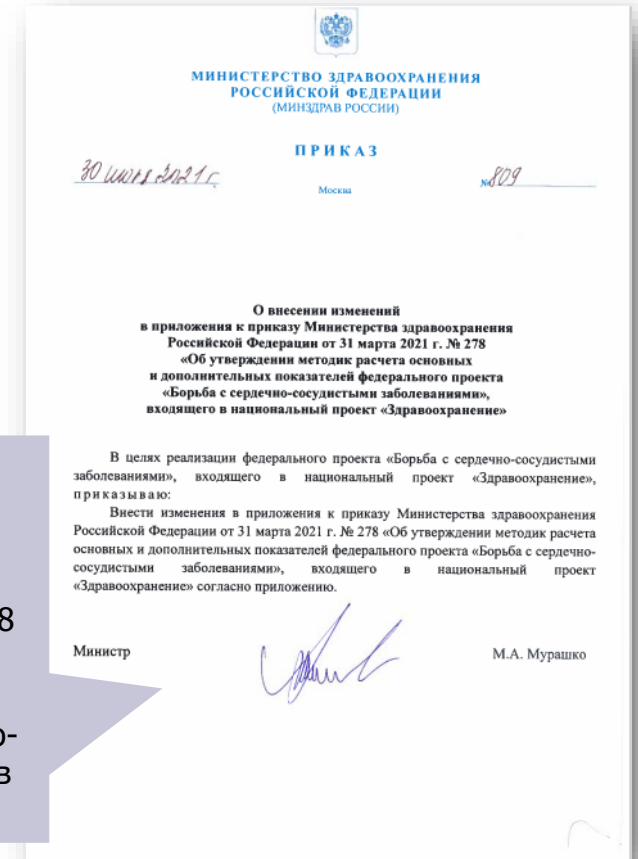 МИНИСТЕРСТВО ЗДРАВООХРАНЕНИЯ
РОССИЙСКОЙ ФЕДЕРАЦИИ
(МИНЗДРАВ РОССИИ)
ПРИКАЗ
30 июня 2021 г. №809
Москва
О внесении изменений
в приложения к приказу Министерства здравоохранения
Российской Федерации от 31 марта 2021 г. № 278
«Об утверждении методик расчета основных
и дополнительных показателей федерального проекта
«Борьба с сердечно-сосудистыми заболеваниями»,
входящего в национальный проект «Здравоохранение»
В целях реализации федерального проекта «Борьба с сердечно-сосудистыми
заболеваниями», входящего в национальный проект «Здравоохранение»,
приказываю:
Внести изменения в приложения к приказу Министерства здравоохранения
Российской Федерации от 31 марта 2021 г. № 278 «Об утверждении методик расчета
основных и дополнительных показателей федерального проекта «Борьба с сердечно-
сосудистыми заболеваниями», входящего в национальный проект
«Здравоохранение» согласно приложению.
Министр М.А. Мурашко
8
о-
в